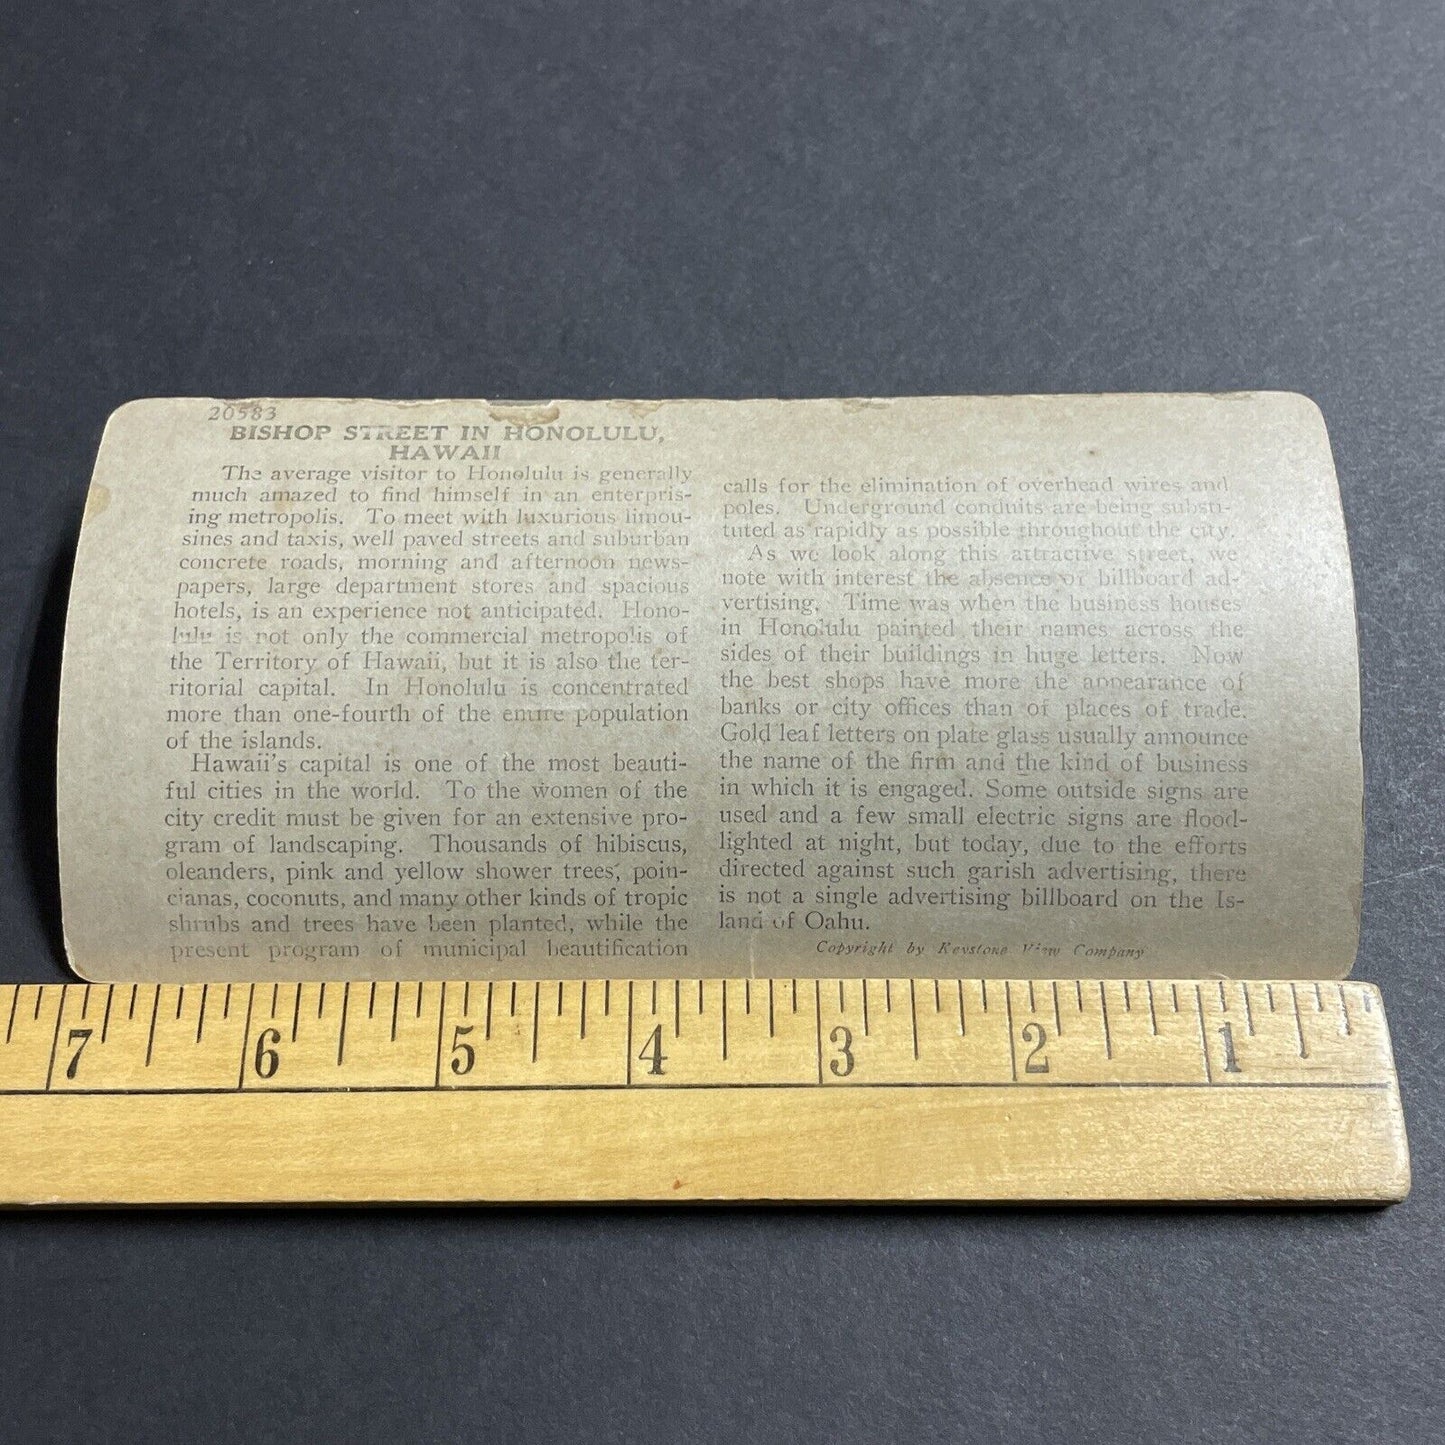 20583
BISHOP STREET IN HONOLULU,
HAWAII
The average visitor to Honolulu is generally
much amazed to find himself in an enterpris-
ing metropolis. To meet with luxurious limou-
sines and taxis, well paved streets and suburban
concrete roads, morning and afternoon news-
papers, large department stores and spacious
hotels, is an experience not anticipated. Hono-
lulu is not only the commercial metropolis of
the Territory of Hawaii, but it is also the ter-
ritorial capital. In Honolulu is concentrated
more than one-fourth of the entire population
of the islands.
Hawaii's capital is one of the most beauti-
ful cities in the world. To the women of the
city credit must be given for an extensive pro-
gram of landscaping. Thousands of hibiscus,
oleanders, pink and yellow shower trees, poin-
cianas, coconuts, and many other kinds of tropic
shrubs and trees have been planted, while the
present program of municipal beautification
calls for the elimination of overhead wires and
poles. Underground conduits are being substi-
tuted as rapidly as possible throughout the city.
As we look along this attractive street, we
note with interest the absence of billboard ad-
vertising. Time was when the business houses
in Honolulu painted their names across the
sides of their buildings in huge letters. Now
the best shops have more the appearance of
banks or city offices than of places of trade.
Gold leaf letters on plate glass usually announce
the name of the firm and the kind of business
in which it is engaged. Some outside signs are
used and a few small electric signs are flood-
lighted at night, but today, due to the efforts
directed against such garish advertising, there
is not a single advertising billboard on the Is-
land of Oahu.
Copyright by Keystone View Company
7 6 5 4 3 2 1